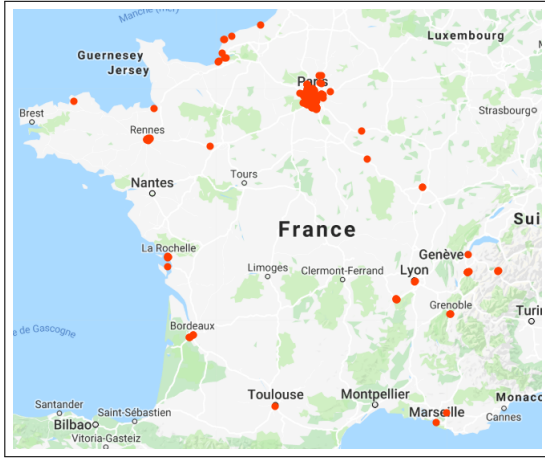 Manche (mer)
Luxembourg
Guernesey
Jersey
Paris
Strasbourg
Brest
Rennes
Tours
Nantes
France
Sui
La Rochelle
Genève
Limoges
Clermont-Ferrand
Lyon
Grenoble
Turin
e de Gascogne
Bordeaux
Toulouse
Montpellier
Monaco
Santander
Saint-Sébastien
Marseille
Cannes
Bilbao
Vitoria-Gasteiz